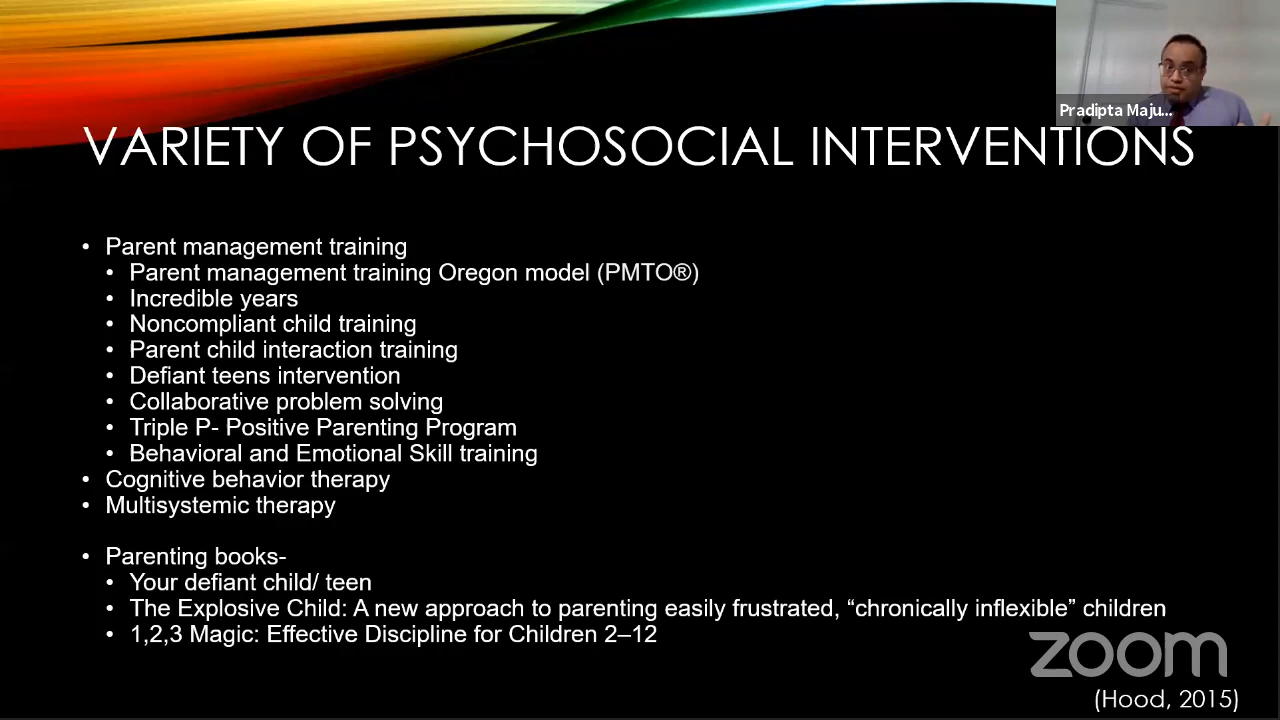 Pradipta Maju...
VARIETY OF PSYCHOSOCIAL INTERVENTIONS
• Parent management training
• Parent management training Oregon model (PMTO®)
• Incredible years
• Noncompliant child training
• Parent child interaction training
• Defiant teens intervention
• Collaborative problem solving
• Triple P- Positive Parenting Program
• Behavioral and Emotional Skill training
• Cognitive behavior therapy
• Multisystemic therapy
• Parenting books-
• Your defiant child/ teen
• The Explosive Child: A new approach to parenting easily frustrated, “chronically inflexible” children
• 1,2,3 Magic: Effective Discipline for Children 2–12
zoom
(Hood, 2015)